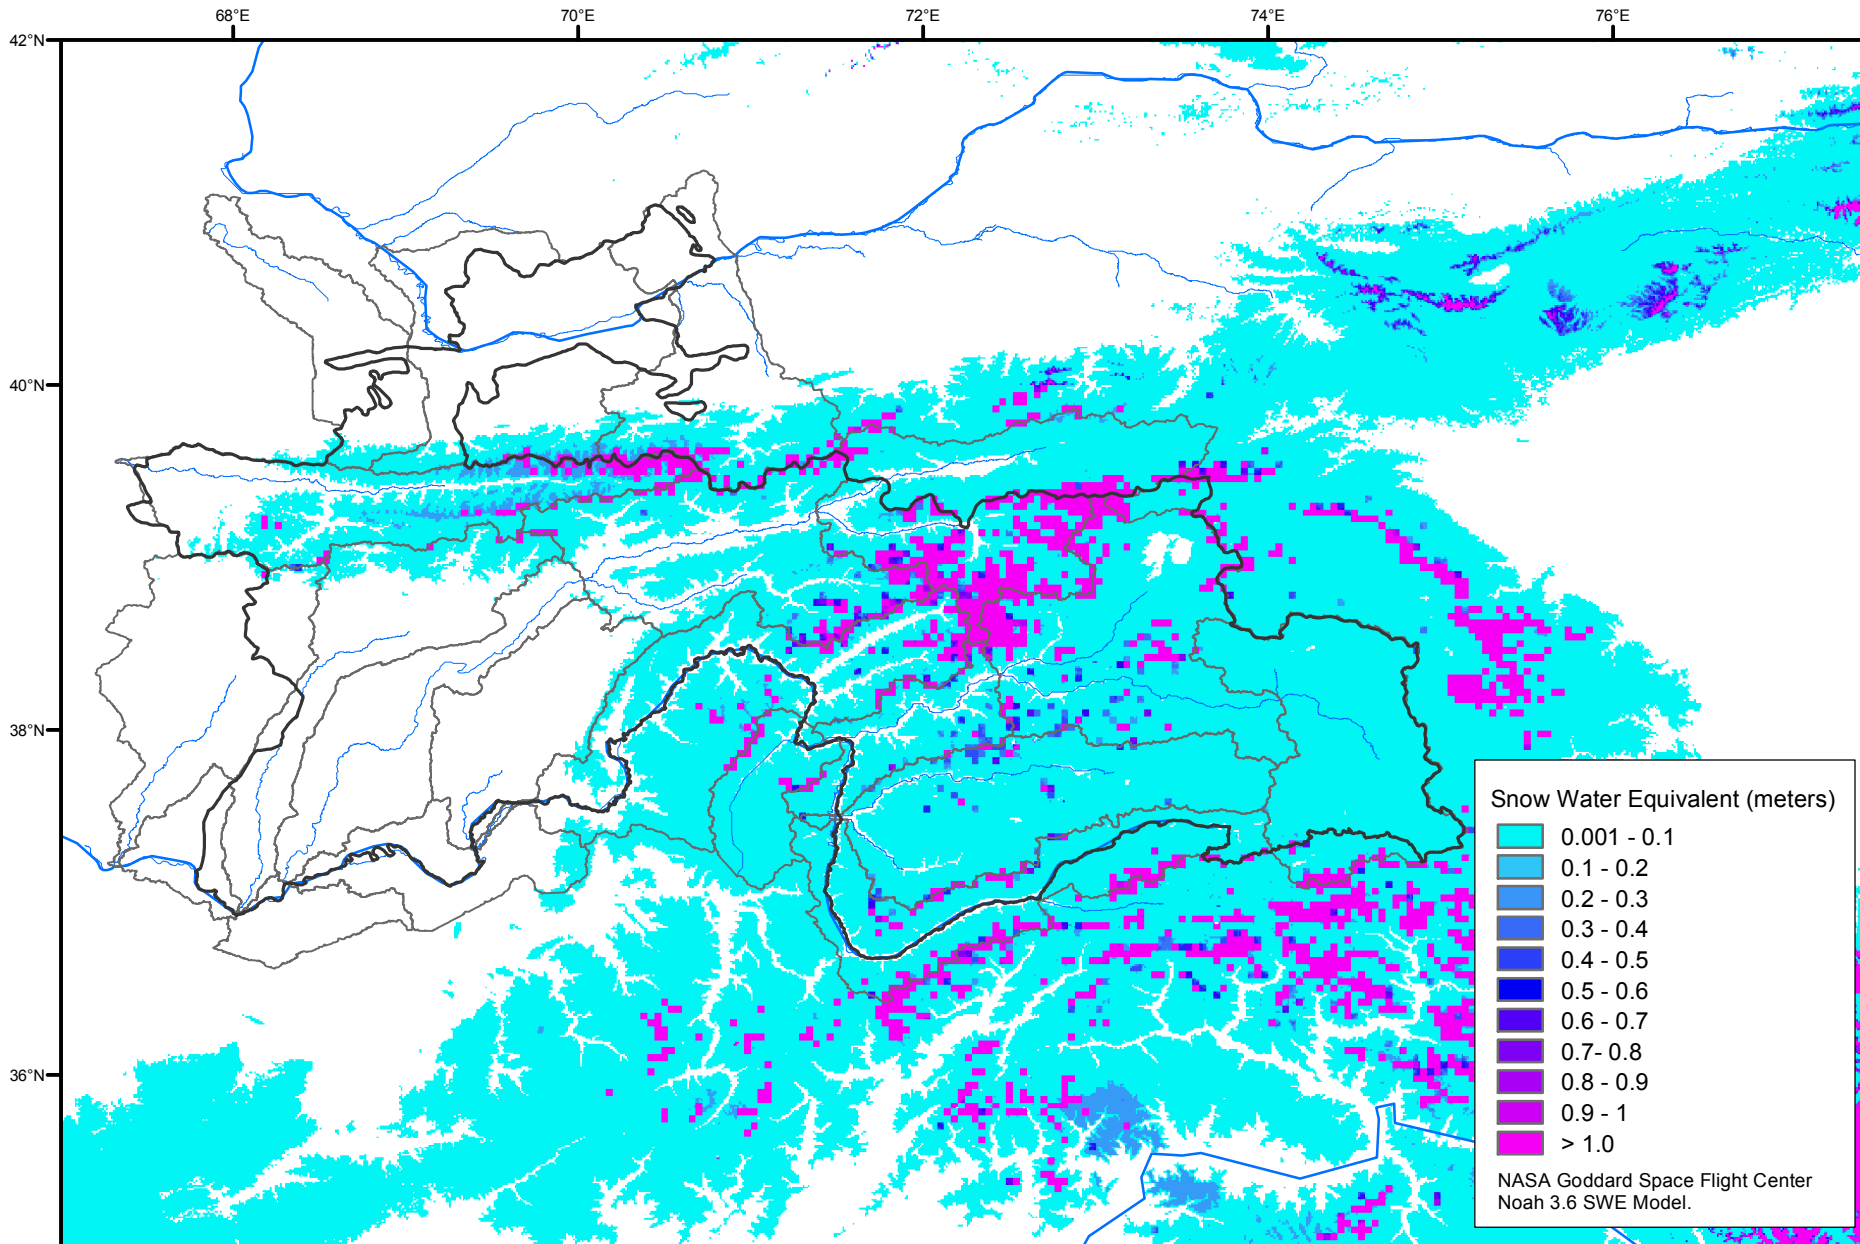 68°E 70°E 72°E 74°E 76°E
42°N
40°N
38°N
36°N
Snow Water Equivalent (meters)
0.001 - 0.1
0.1 - 0.2
0.2 - 0.3
0.3 - 0.4
0.4 - 0.5
0.5 - 0.6
0.6 - 0.7
0.7- 0.8
0.8 - 0.9
0.9 - 1
> 1.0
NASA Goddard Space Flight Center
Noah 3.6 SWE Model.